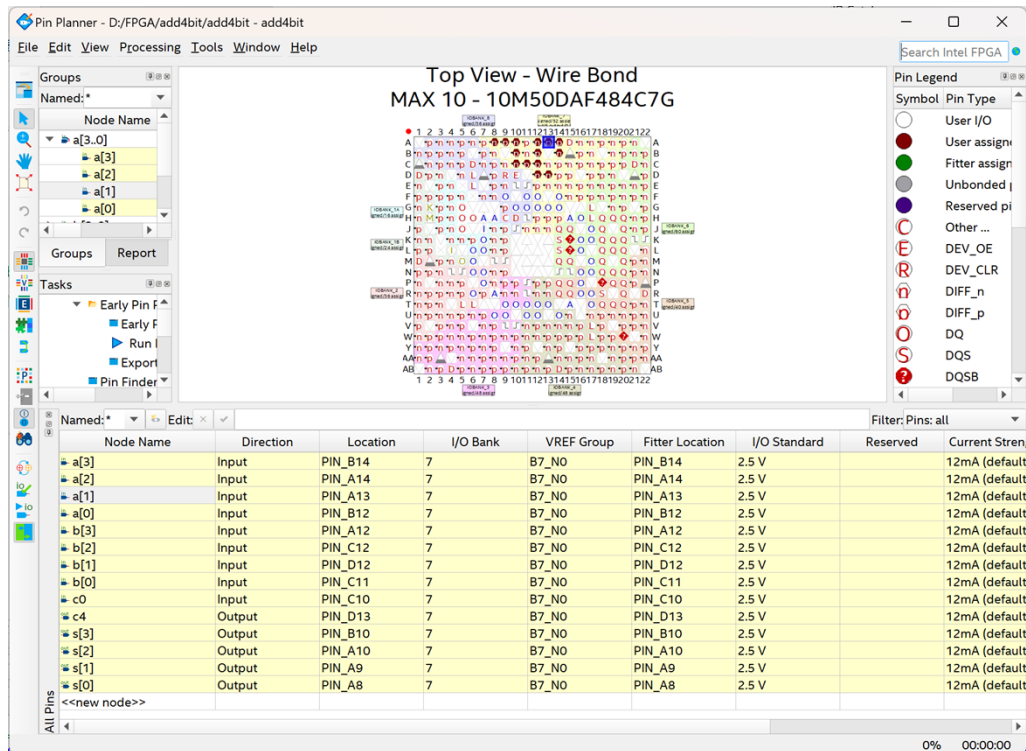 Pin Planner - D:/FPGA/add4bit/add4bit - add4bit
File Edit View Processing Tools Window Help
Search Intel FPGA
Groups
Named: *
Node Name
a[3..0]
a[3]
a[2]
a[1]
a[0]
Groups Report
Tasks
Early Pin
Early
Run
Export
Pin Finder
Top View - Wire Bond
MAX 10 - 10M50DAF484C7G
Pin Legend
Symbol Pin Type
User I/O
User assign
Fitter assign
Unbonded
Reserved pi
Other ...
DEV_OE
DEV_CLR
DIFF_n
DIFF_p
DQ
DQS
DQSB
Named: * Edit: Filter: Pins: all
Node Name Direction Location I/O Bank VREF Group Fitter Location I/O Standard Reserved Current Stren
a[3] Input PIN_B14 7 B7_N0 PIN_B14 2.5 V 12mA (default
a[2] Input PIN_A14 7 B7_N0 PIN_A14 2.5 V 12mA (default
a[1] Input PIN_A13 7 B7_N0 PIN_A13 2.5 V 12mA (default
a[0] Input PIN_B12 7 B7_N0 PIN_B12 2.5 V 12mA (default
b[3] Input PIN_A12 7 B7_N0 PIN_A12 2.5 V 12mA (default
b[2] Input PIN_C12 7 B7_N0 PIN_C12 2.5 V 12mA (default
b[1] Input PIN_D12 7 B7_N0 PIN_D12 2.5 V 12mA (default
b[0] Input PIN_C11 7 B7_N0 PIN_C11 2.5 V 12mA (default
c0 Input PIN_C10 7 B7_N0 PIN_C10 2.5 V 12mA (default
c4 Output PIN_D13 7 B7_N0 PIN_D13 2.5 V 12mA (default
s[3] Output PIN_B10 7 B7_N0 PIN_B10 2.5 V 12mA (default
s[2] Output PIN_A10 7 B7_N0 PIN_A10 2.5 V 12mA (default
s[1] Output PIN_A9 7 B7_N0 PIN_A9 2.5 V 12mA (default
s[0] Output PIN_A8 7 B7_N0 PIN_A8 2.5 V 12mA (default
<<new node>>
All Pins
0% 00:00:00